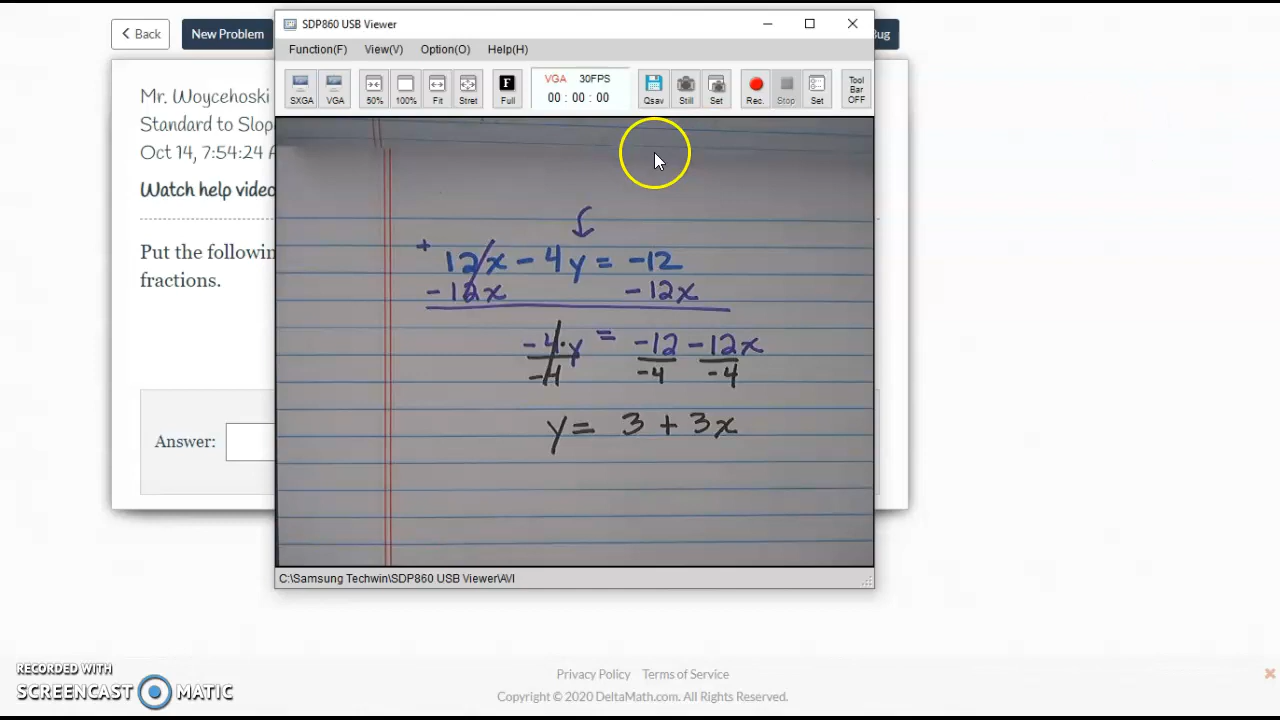 Back
New Problem
Bug
Mr. Woycehoski
Standard to Slop
Oct 14, 7:54:24 A
Watch help video
Put the followin
fractions.
Answer:
SDP860 USB Viewer
Function(F) View(V) Option(O) Help(H)
SXGA VGA 50% 100% Fit Stret Full
VGA 30FPS
00 : 00 : 00
Qsav Still Set Rec. Stop Set
Tool
Bar
OFF
+
12x - 4y = -12
- 12x - 12x
-4·y = -12 - 12x
-4 -4 -4
y = 3 + 3x
C:\Samsung Techwin\SDP860 USB Viewer\AVI
RECORDED WITH
SCREENCAST MATIC
Privacy Policy Terms of Service
Copyright © 2020 DeltaMath.com. All Rights Reserved.